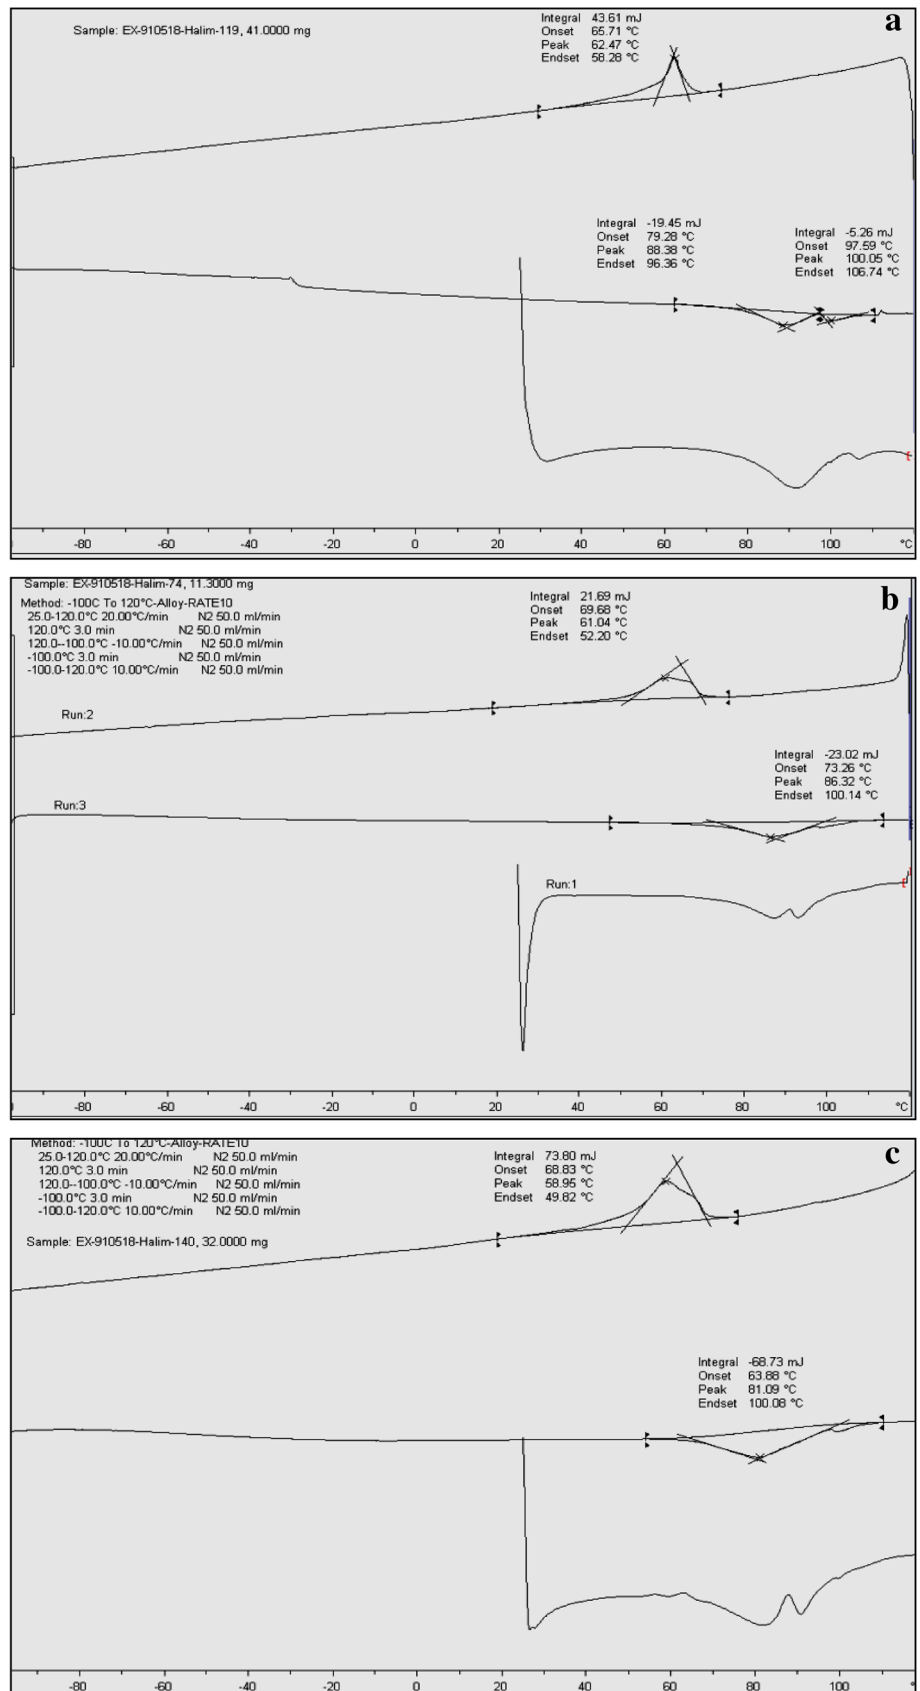 a
Sample: EX-910518-Halim-119, 41.0000 mg
Integral 43.61 mJ
Onset 65.71 °C
Peak 62.47 °C
Endset 58.28 °C
Integral -19.45 mJ
Onset 79.28 °C
Peak 88.38 °C
Endset 96.36 °C
Integral -5.26 mJ
Onset 97.59 °C
Peak 100.05 °C
Endset 106.74 °C
-80 -60 -40 -20 0 20 40 60 80 100 °C
b
Sample: EX-910518-Halim-74, 11.3000 mg
Method: -100C To 120°C-Alloy-RATE10
25.0-120.0°C 20.00°C/min N2 50.0 ml/min
120.0°C 3.0 min N2 50.0 ml/min
120.0--100.0°C -10.00°C/min N2 50.0 ml/min
-100.0°C 3.0 min N2 50.0 ml/min
-100.0-120.0°C 10.00°C/min N2 50.0 ml/min
Integral 21.69 mJ
Onset 69.68 °C
Peak 61.04 °C
Endset 52.20 °C
Run:2
Integral -23.02 mJ
Onset 73.26 °C
Peak 86.32 °C
Endset 100.14 °C
Run:3
Run:1
-80 -60 -40 -20 0 20 40 60 80 100 °C
c
Method: -100C To 120°C-Alloy-RATE10
25.0-120.0°C 20.00°C/min N2 50.0 ml/min
120.0°C 3.0 min N2 50.0 ml/min
120.0--100.0°C -10.00°C/min N2 50.0 ml/min
-100.0°C 3.0 min N2 50.0 ml/min
-100.0-120.0°C 10.00°C/min N2 50.0 ml/min
Integral 73.80 mJ
Onset 68.83 °C
Peak 58.95 °C
Endset 49.82 °C
Sample: EX-910518-Halim-140, 32.0000 mg
Integral -68.73 mJ
Onset 63.88 °C
Peak 81.09 °C
Endset 100.08 °C
-80 -60 -40 -20 0 20 40 60 80 100 °